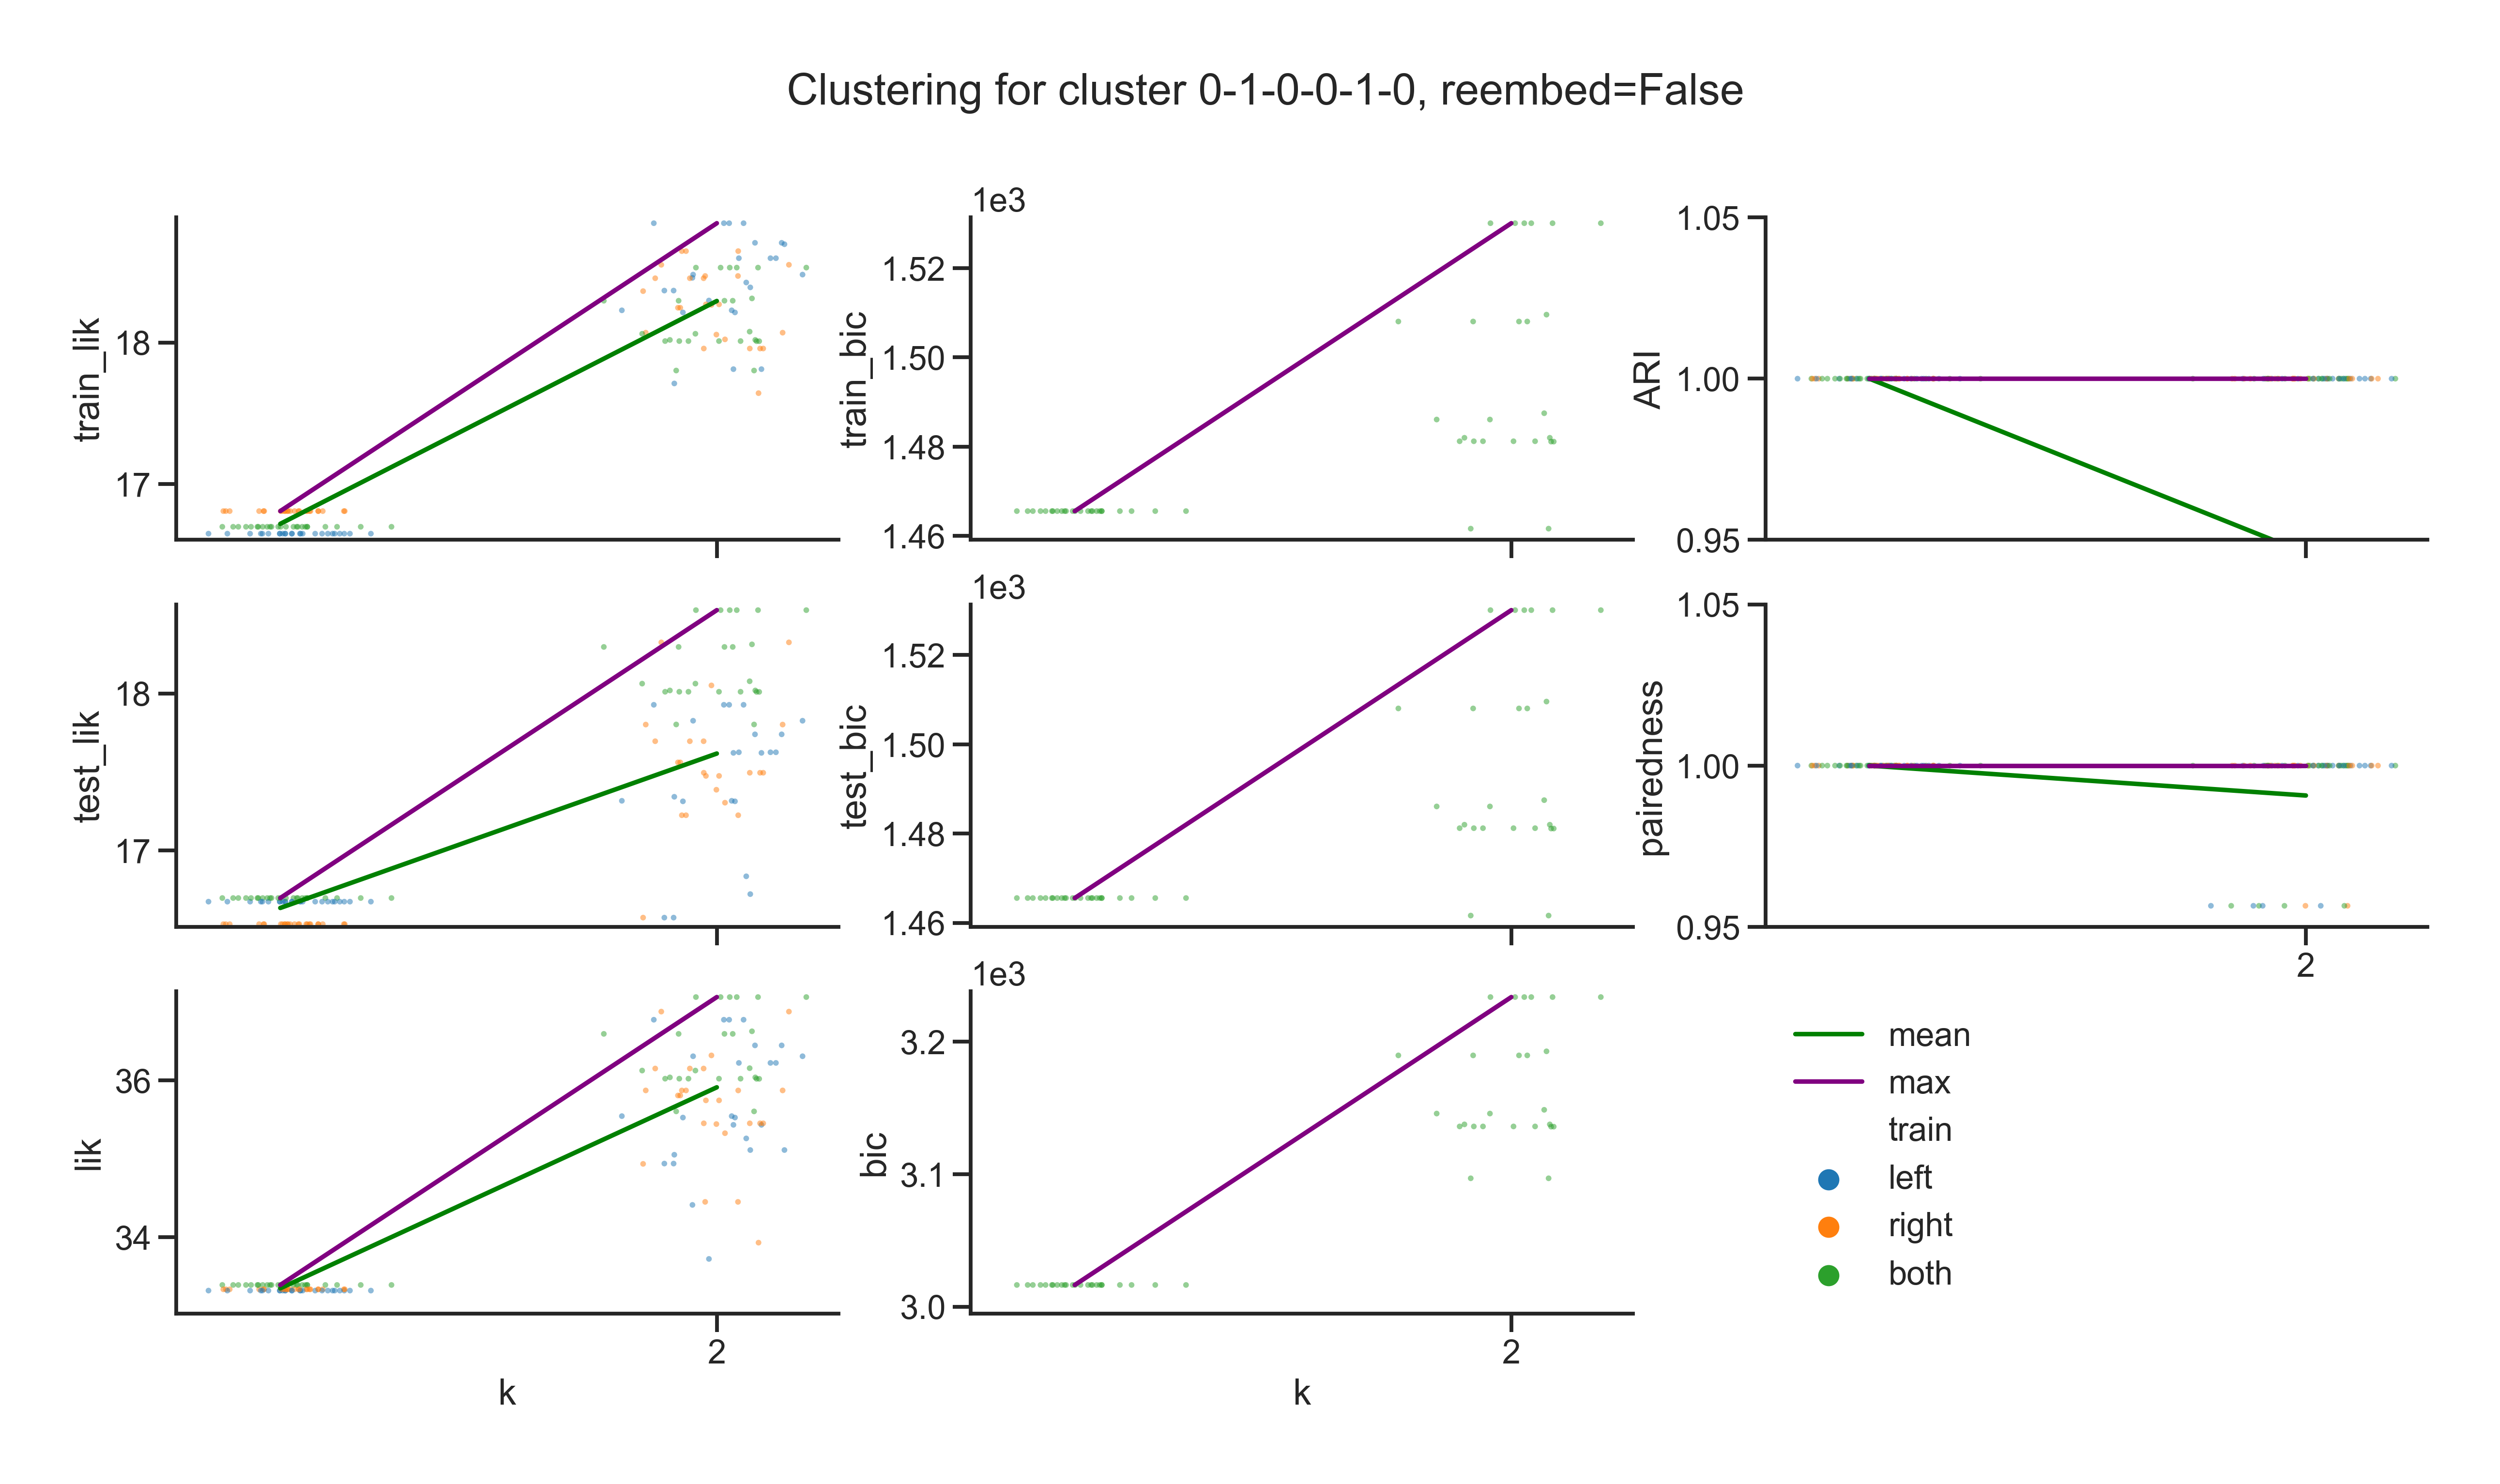 Clustering for cluster 0-1-0-0-1-0, reembed=False
train_lik
18
17
1e3
train_bic
1.52
1.50
1.48
1.46
ARI
1.05
1.00
0.95
test_lik
18
17
1e3
test_bic
1.52
1.50
1.48
1.46
pairedness
1.05
1.00
0.95
2
lik
36
34
2
k
1e3
bic
3.2
3.1
3.0
2
k
mean
max
train
left
right
both